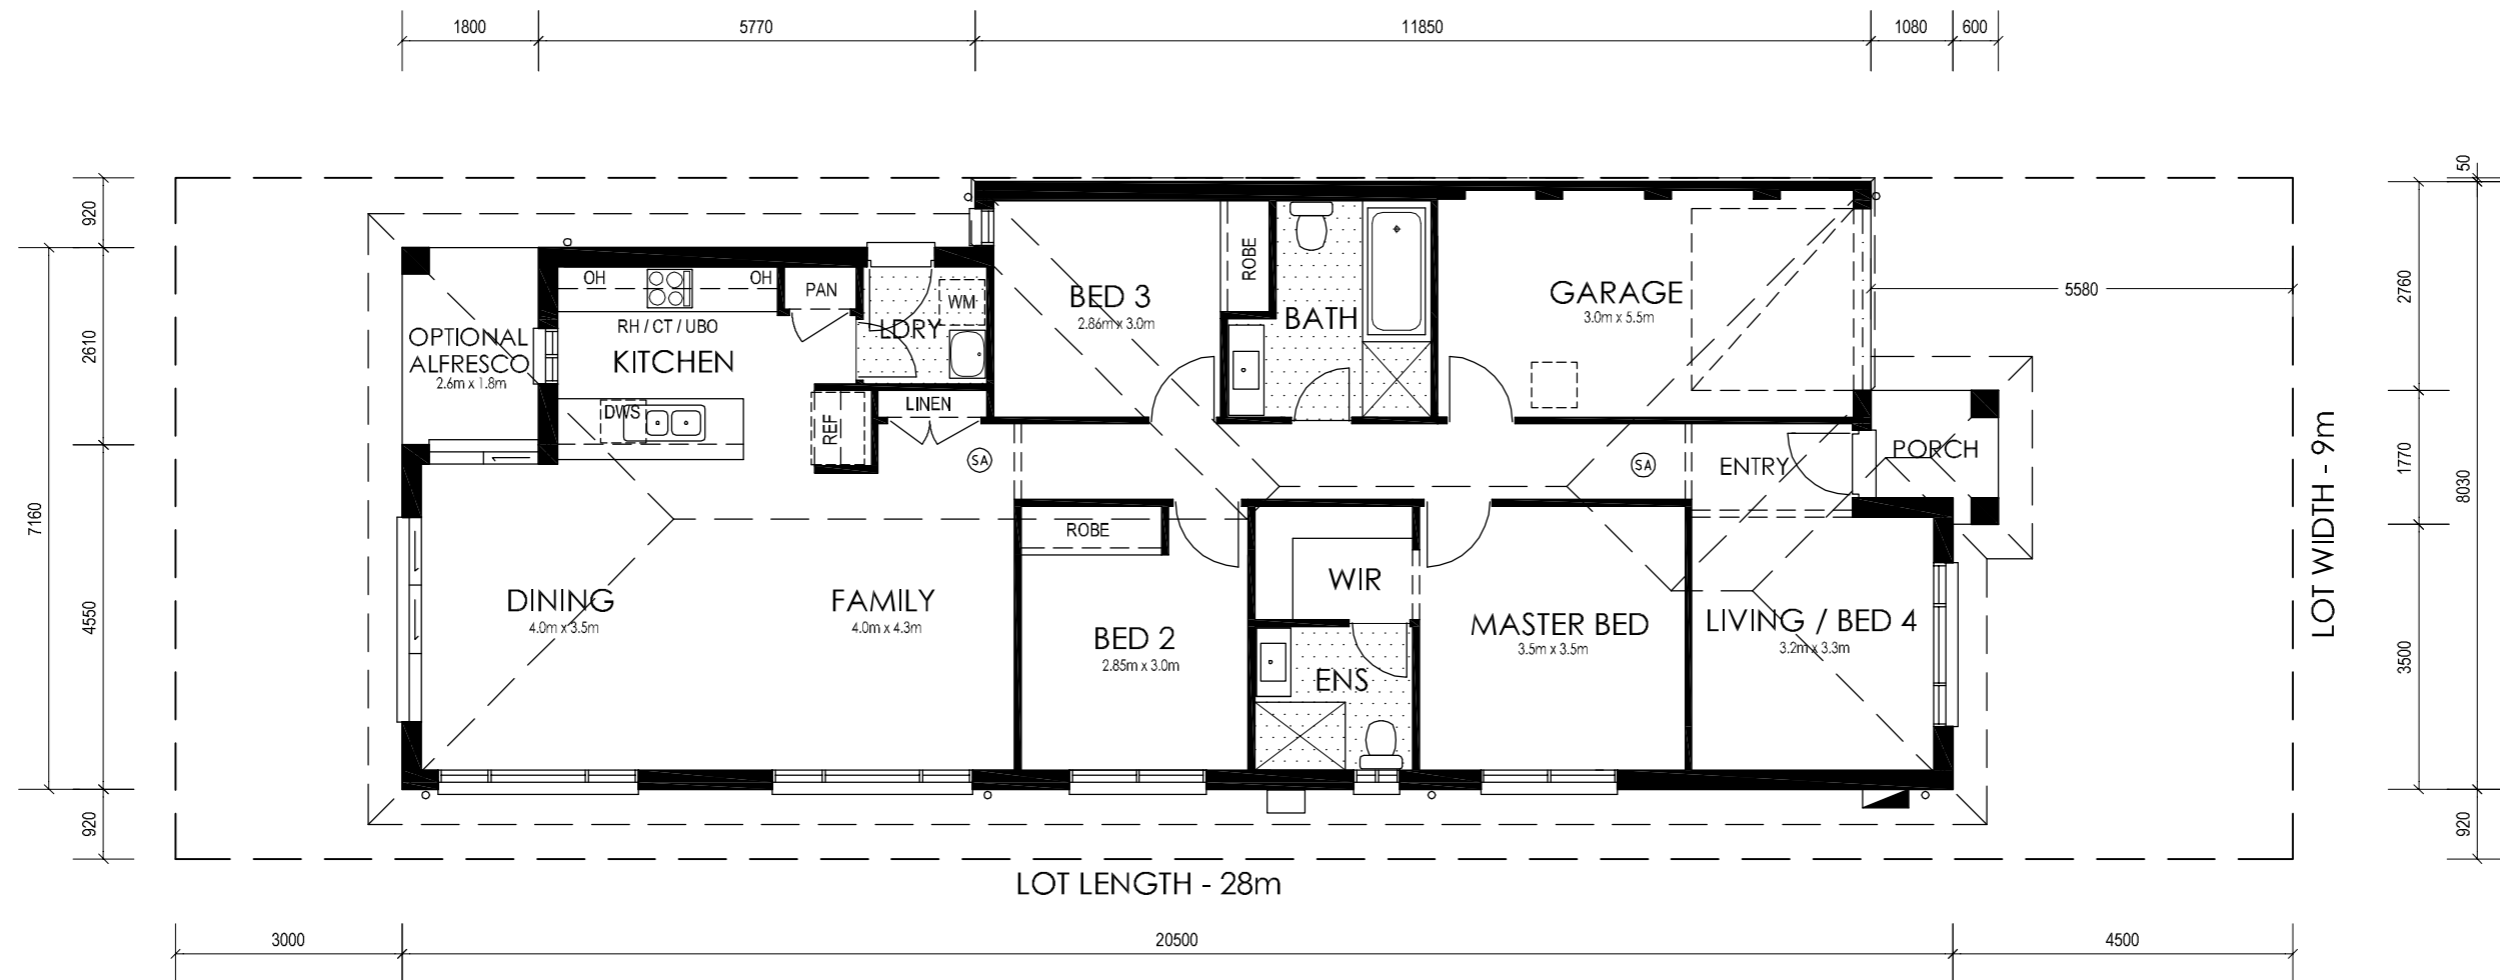 1800
5770
11850
1080
600
50
920
2610
4550
920
7160
2760
1770
3500
8030
920
5580
OH
OH
PAN
RH / CT / UBO
KITCHEN
WM
LDRY
OPTIONAL
ALFRESCO
2.6m x 1.8m
DWS
REF
LINEN
SA
BED 3
2.86m x 3.0m
ROBE
BATH
GARAGE
3.0m x 5.5m
SA
ENTRY
PORCH
DINING
4.0m x 3.5m
FAMILY
4.0m x 4.3m
ROBE
BED 2
2.85m x 3.0m
WIR
ENS
MASTER BED
3.5m x 3.5m
LIVING / BED 4
3.2m x 3.3m
LOT WIDTH - 9m
LOT LENGTH - 28m
3000
20500
4500